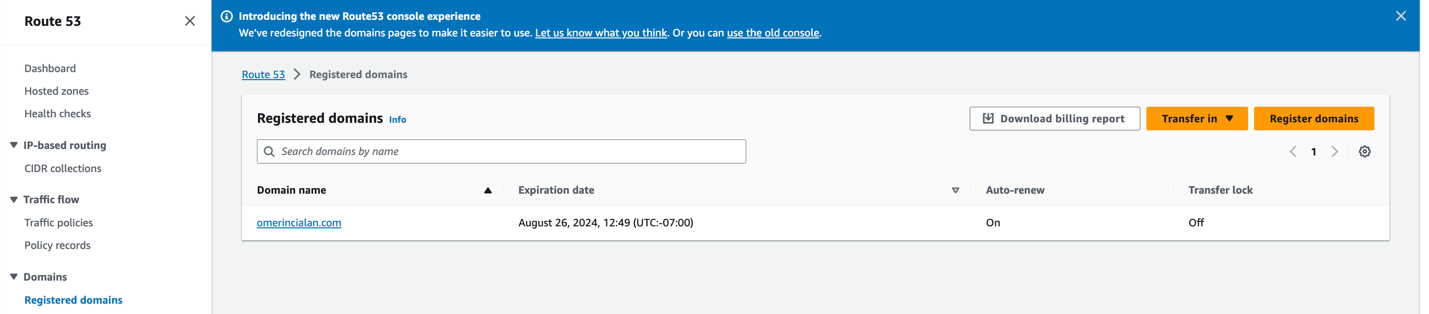 Route 53
Introducing the new Route53 console experience
We've redesigned the domains pages to make it easier to use. Let us know what you think. Or you can use the old console.
Dashboard
Hosted zones
Health checks
IP-based routing
CIDR collections
Traffic flow
Traffic policies
Policy records
Domains
Registered domains
Route 53 Registered domains
Registered domains Info
Download billing report
Transfer in
Register domains
Search domains by name
1
Domain name Expiration date Auto-renew Transfer lock
omerincialan.com August 26, 2024, 12:49 (UTC-07:00) On Off